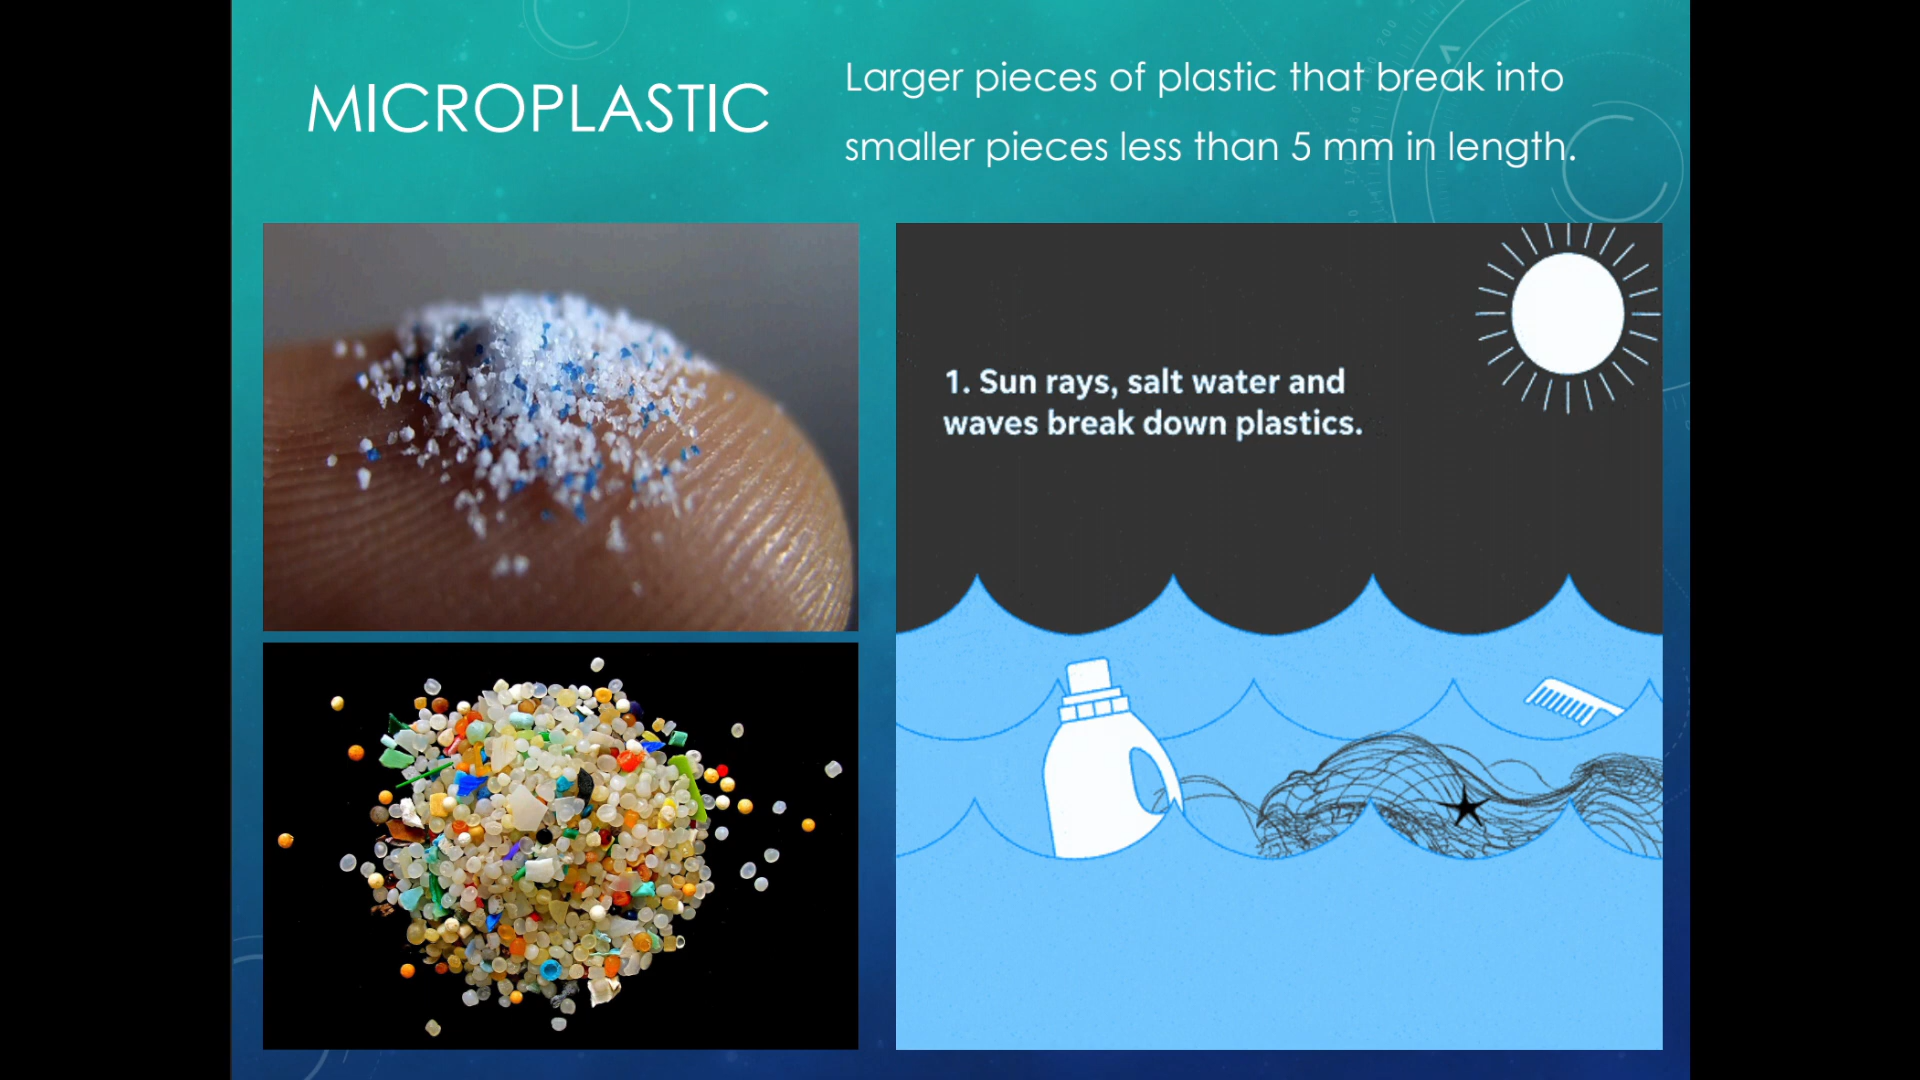 MICROPLASTIC
Larger pieces of plastic that break into
smaller pieces less than 5 mm in length.
1. Sun rays, salt water and
waves break down plastics.